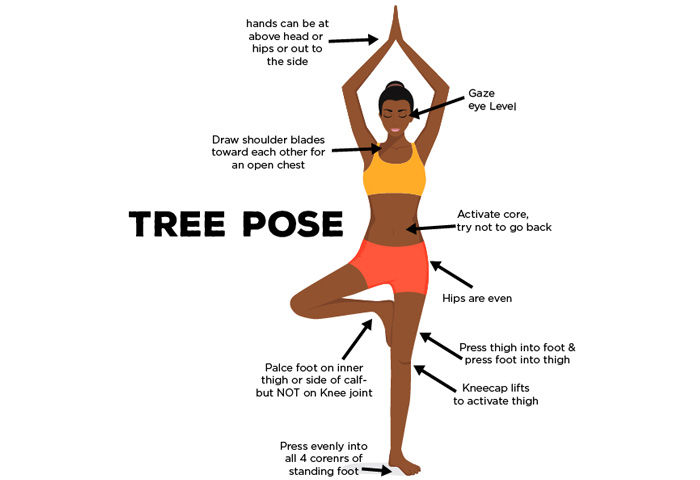 hands can be at
above head or
hips or out to
the side
Gaze
eye Level
Draw shoulder blades
toward each other for
an open chest
TREE POSE
Activate core,
try not to go back
Hips are even
Press thigh into foot &
press foot into thigh
Palce foot on inner
thigh or side of calf-
but NOT on Knee joint
Kneecap lifts
to activate thigh
Press evenly into
all 4 corenrs of
standing foot